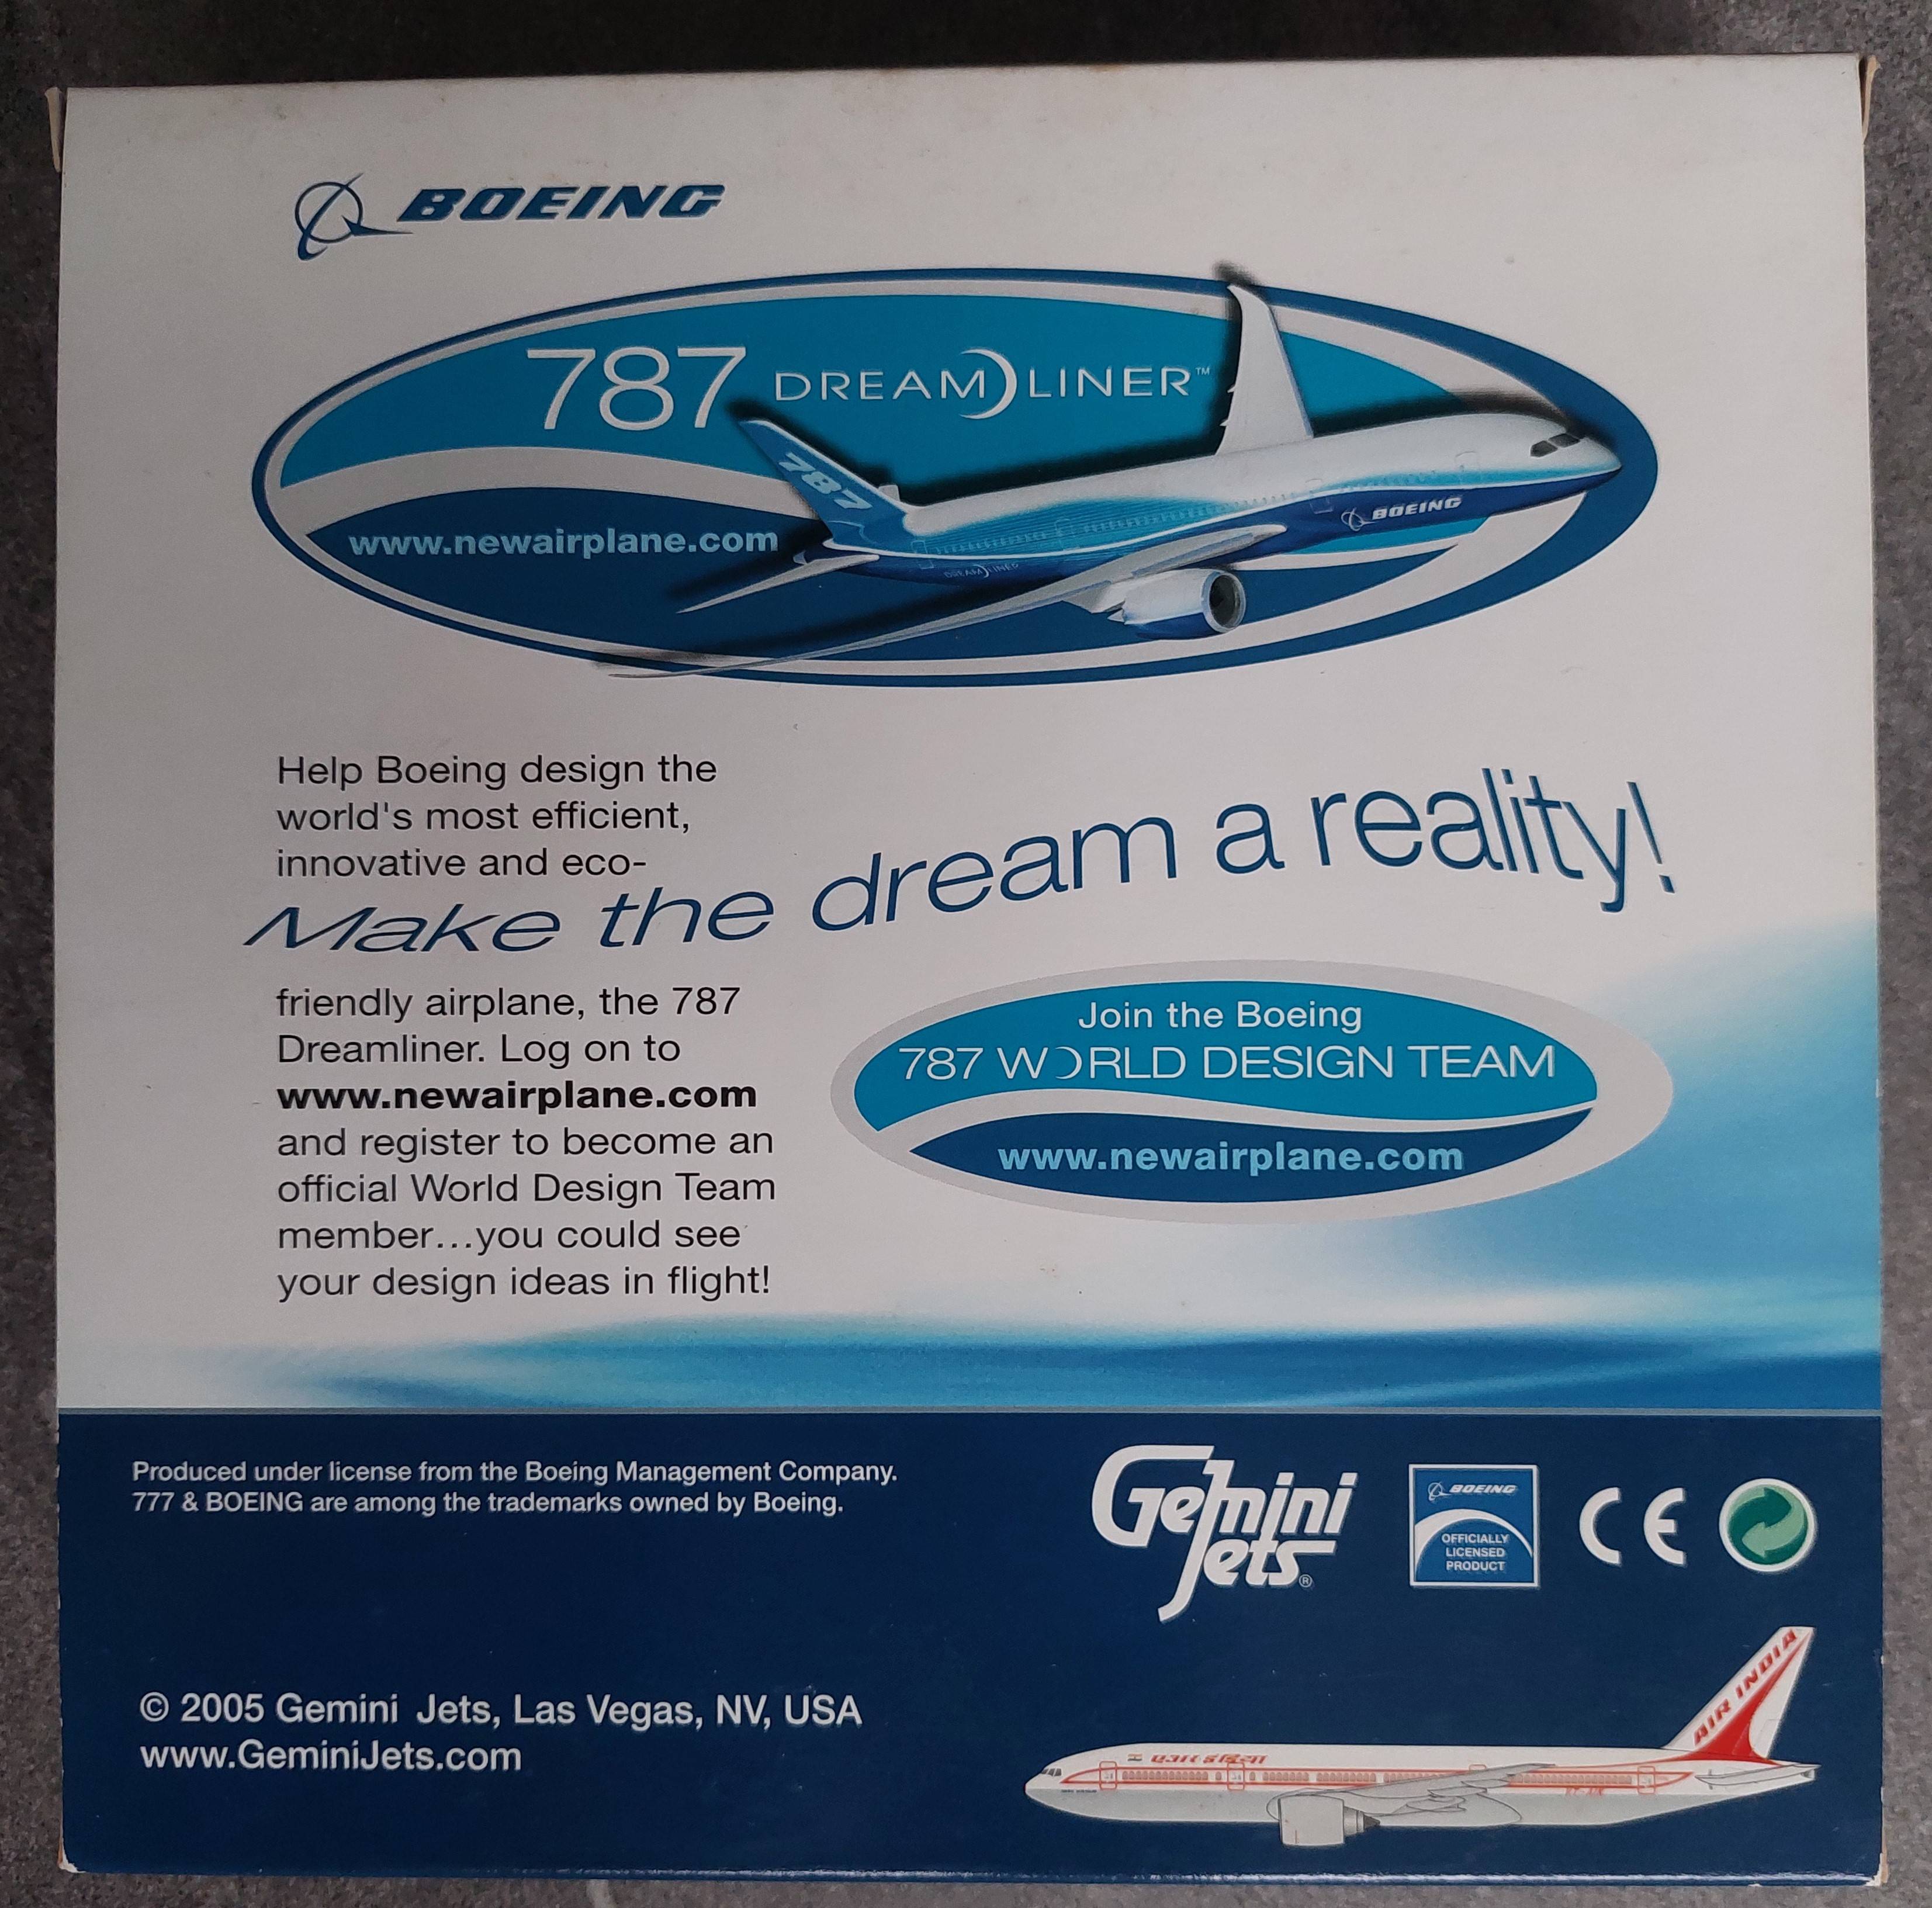 BOEING
787 DREAMLINER™
787
www.newairplane.com
BOEING
DREAMLINER
Help Boeing design the
world's most efficient,
innovative and eco-
Make the dream a reality!
friendly airplane, the 787
Dreamliner. Log on to
www.newairplane.com
and register to become an
official World Design Team
member...you could see
your design ideas in flight!
Join the Boeing
787 WORLD DESIGN TEAM
www.newairplane.com
Produced under license from the Boeing Management Company.
777 & BOEING are among the trademarks owned by Boeing.
Gemini
Jets®
BOEING
OFFICIALLY
LICENSED
PRODUCT
CE
© 2005 Gemini Jets, Las Vegas, NV, USA
www.GeminiJets.com
AIR INDIA
एअर इंडिया